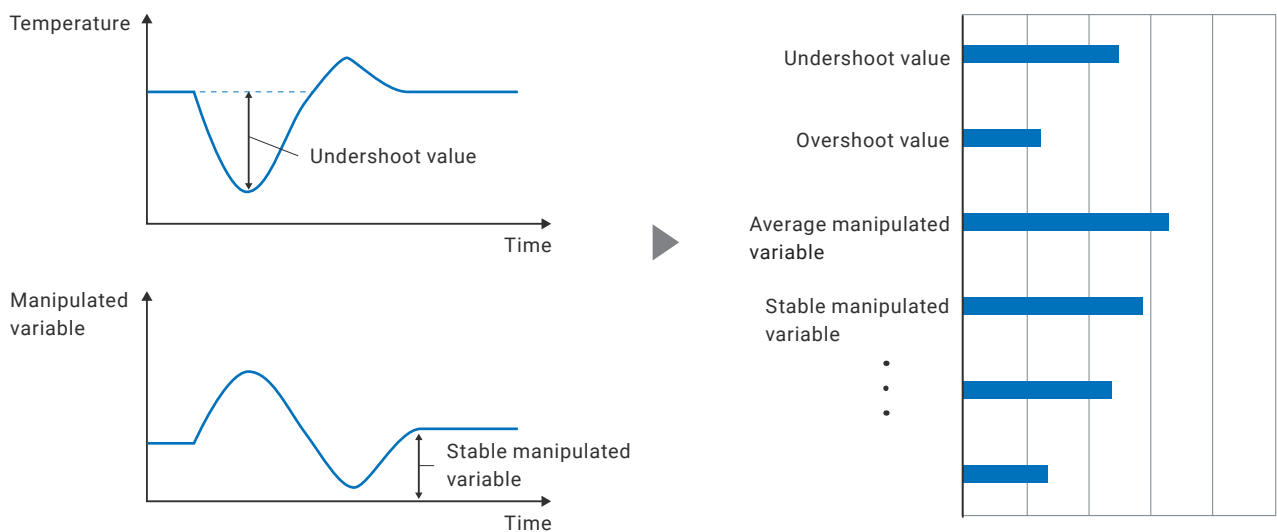 Temperature
Undershoot value
Time
Manipulated
variable
Stable manipulated
variable
Time
Undershoot value
Overshoot value
Average manipulated
variable
Stable manipulated
variable